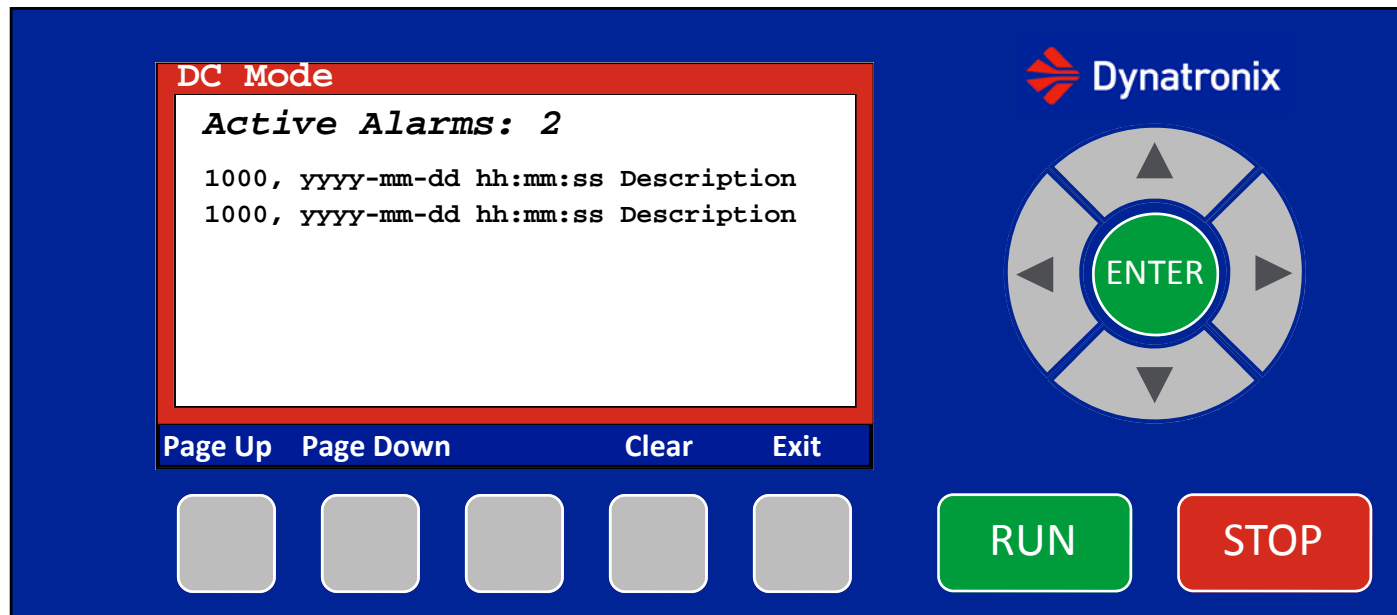 DC Mode
Active Alarms: 2
1000, yyyy-mm-dd hh:mm:ss Description
1000, yyyy-mm-dd hh:mm:ss Description
Page Up Page Down Clear Exit
Dynatronix
ENTER
RUN STOP